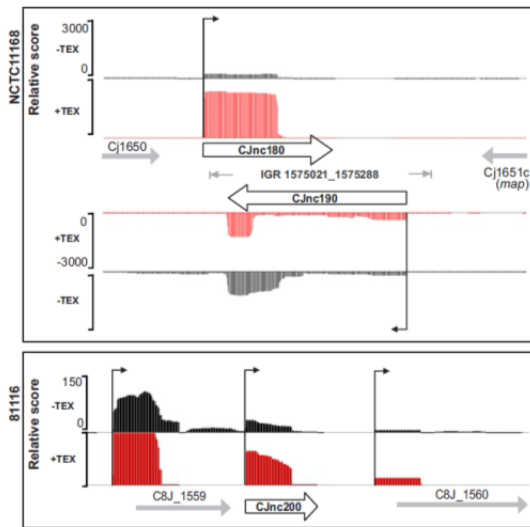 NCTC11168
Relative score
3000
-TEX
0
+TEX
Cj1650
CJnc180
IGR 1575021_1575288
Cj1651c
(map)
CJnc190
0
+TEX
-3000
-TEX
81116
Relative score
150
-TEX
0
+TEX
C8J_1559
CJnc200
C8J_1560